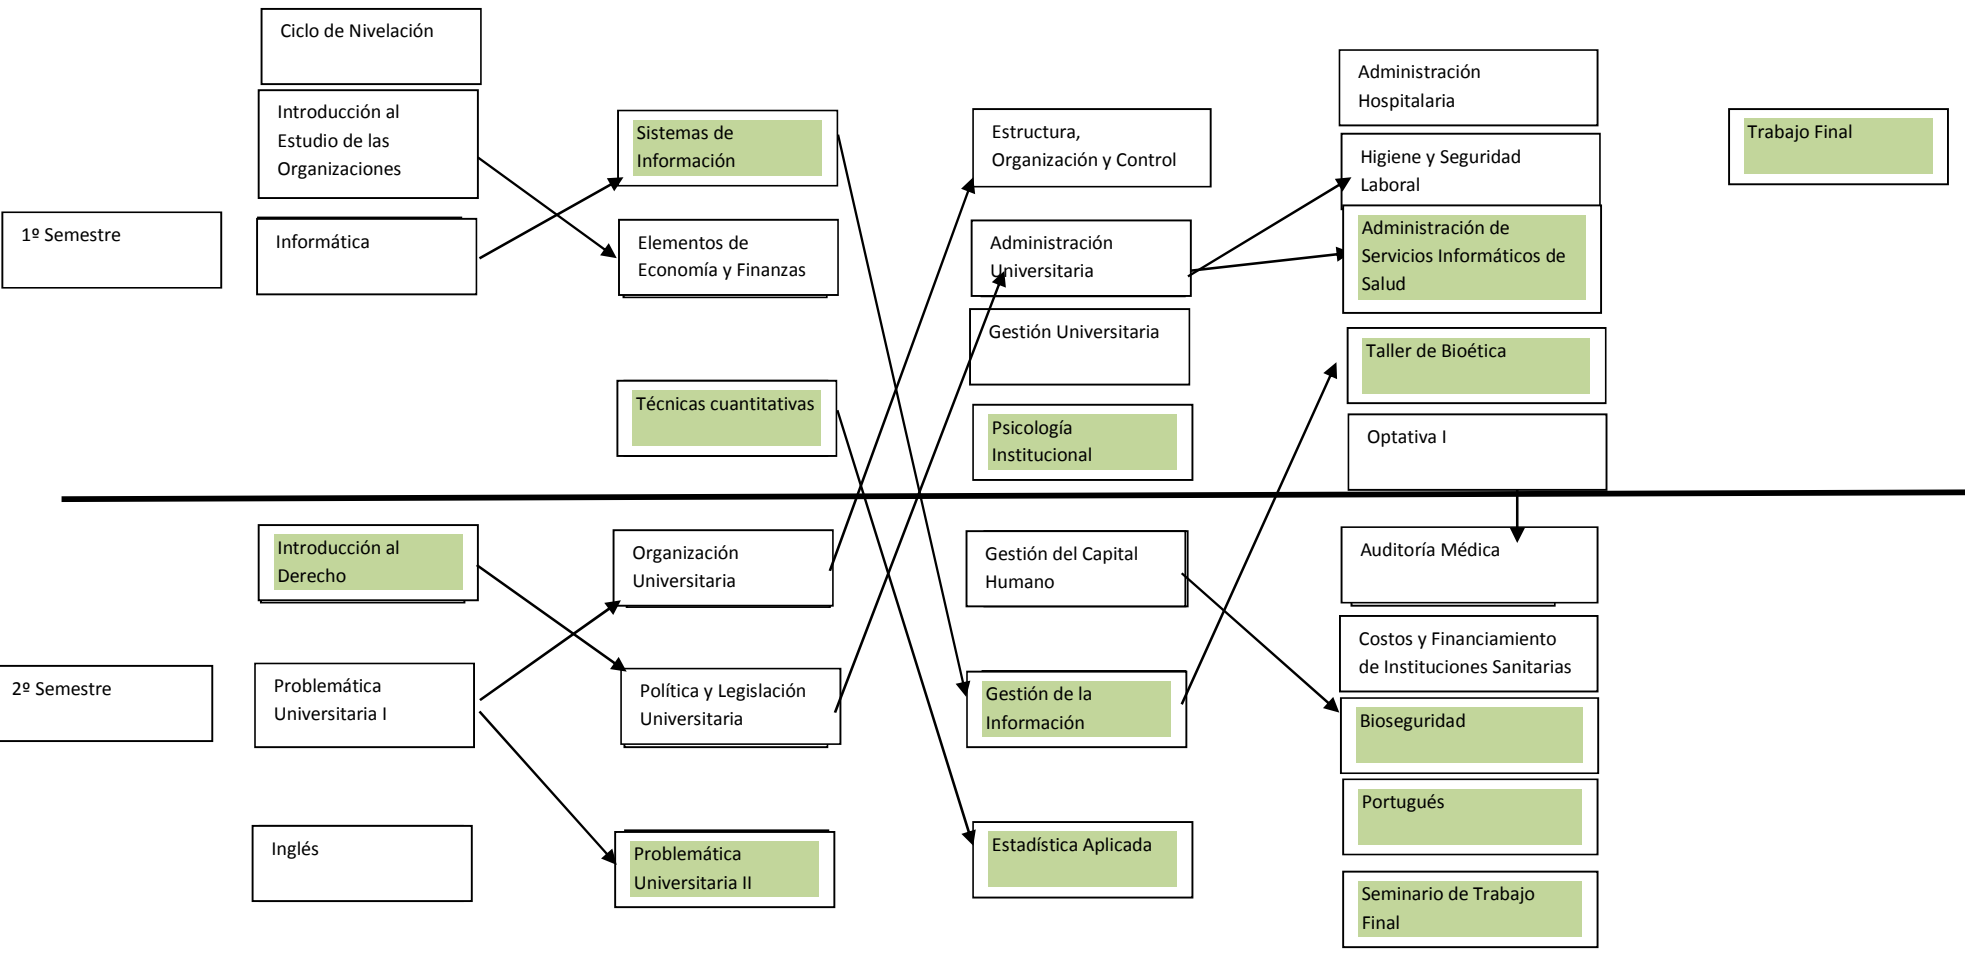 Ciclo de Nivelación
Introducción al
Estudio de las
Organizaciones
1º Semestre
Informática
Sistemas de
Información
Elementos de
Economía y Finanzas
Técnicas cuantitativas
Estructura,
Organización y Control
Administración
Universitaria
Gestión Universitaria
Psicología
Institucional
Administración
Hospitalaria
Higiene y Seguridad
Laboral
Administración de
Servicios Informáticos de
Salud
Taller de Bioética
Optativa I
Trabajo Final
2º Semestre
Introducción al
Derecho
Problemática
Universitaria I
Inglés
Organización
Universitaria
Política y Legislación
Universitaria
Problemática
Universitaria II
Gestión del Capital
Humano
Gestión de la
Información
Estadística Aplicada
Auditoría Médica
Costos y Financiamiento
de Instituciones Sanitarias
Bioseguridad
Portugués
Seminario de Trabajo
Final